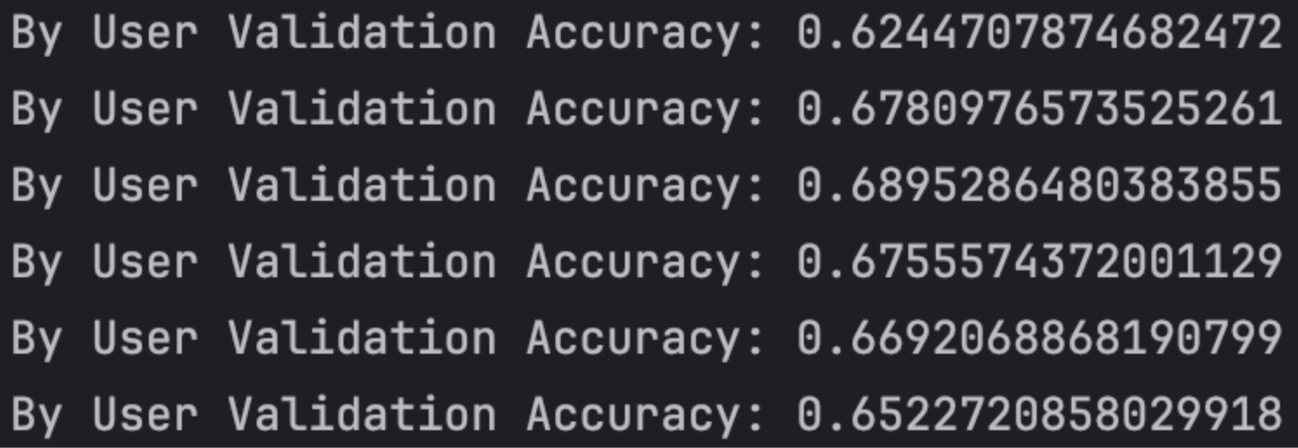 By User Validation Accuracy: 0.6244707874682472
By User Validation Accuracy: 0.6780976573525261
By User Validation Accuracy: 0.6895286480383855
By User Validation Accuracy: 0.6755574372001129
By User Validation Accuracy: 0.6692068868190799
By User Validation Accuracy: 0.6522720858029918